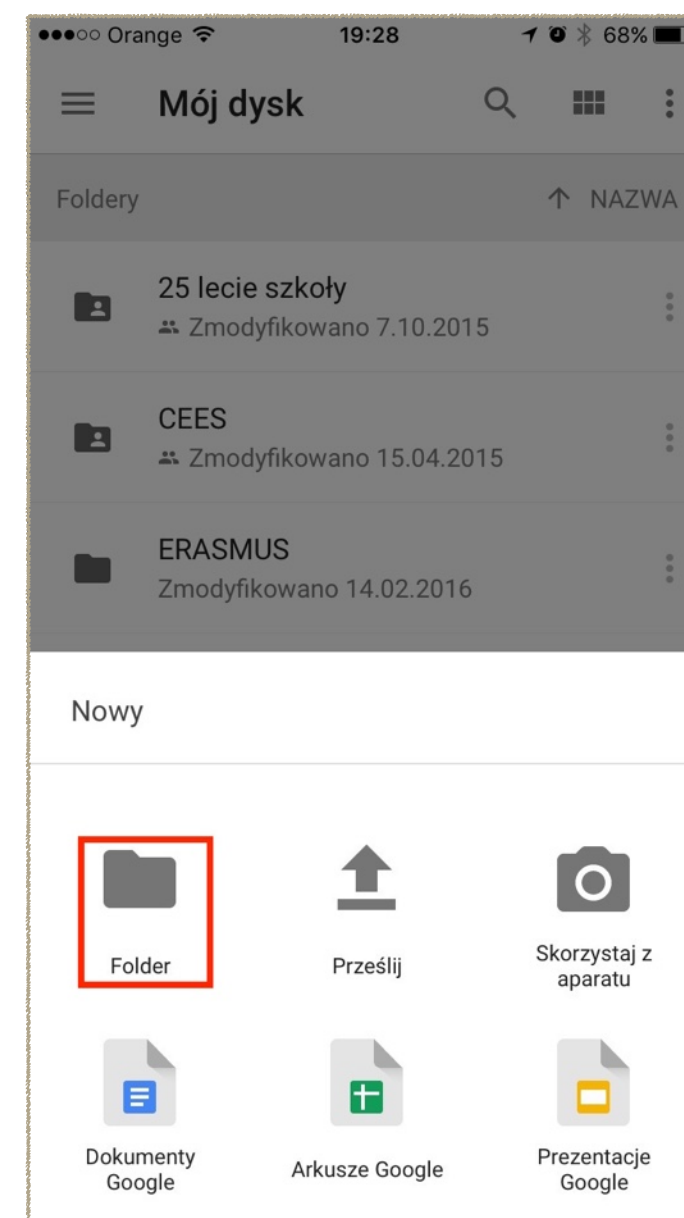 Orange 19:28 68%
Mój dysk
Foldery NAZWA
25 lecie szkoły
Zmodyfikowano 7.10.2015
CEES
Zmodyfikowano 15.04.2015
ERASMUS
Zmodyfikowano 14.02.2016
Nowy
Folder
Prześlij
Skorzystaj z
aparatu
Dokumenty
Google
Arkusze Google
Prezentacje
Google